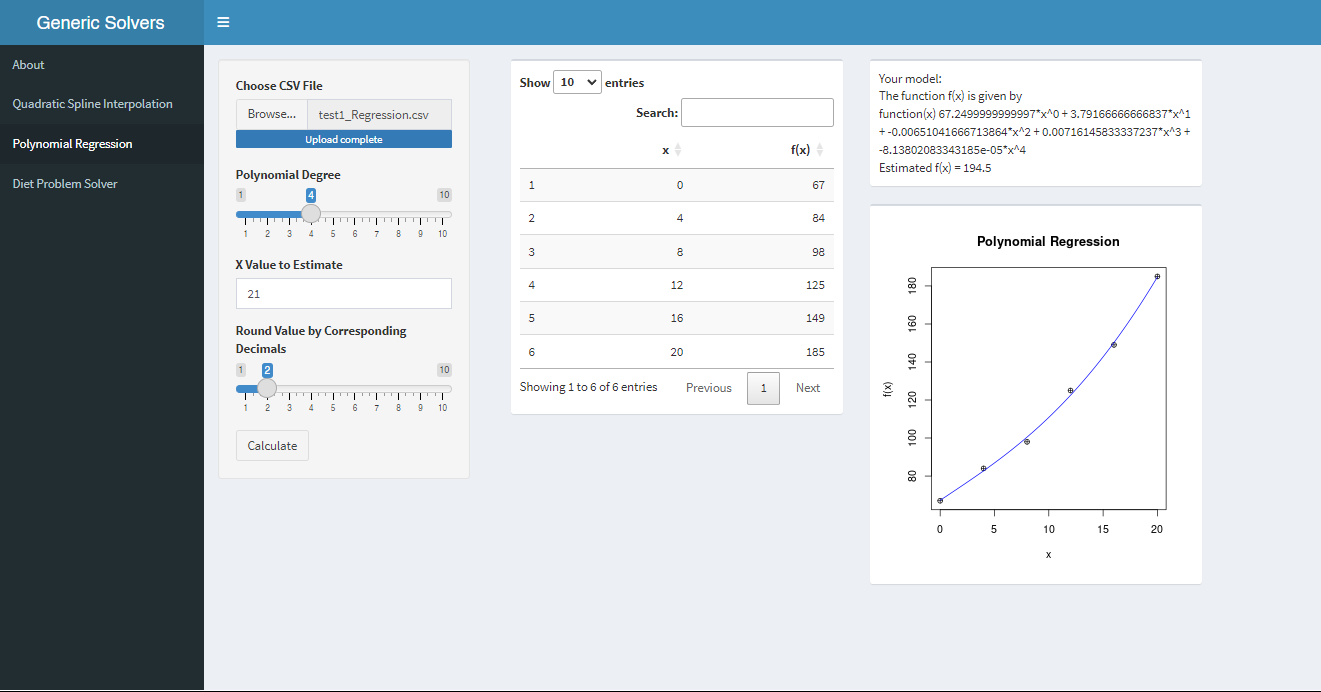 Generic Solvers
About
Quadratic Spline Interpolation
Polynomial Regression
Diet Problem Solver
Choose CSV File
Browse... test1_Regression.csv
Upload complete
Polynomial Degree
1 4 10
1 2 3 4 5 6 7 8 9 10
X Value to Estimate
21
Round Value by Corresponding
Decimals
1 2 10
1 2 3 4 5 6 7 8 9 10
Calculate
Show 10 entries
Search:
x f(x)
1 0 67
2 4 84
3 8 98
4 12 125
5 16 149
6 20 185
Showing 1 to 6 of 6 entries Previous 1 Next
Your model:
The function f(x) is given by
function(x) 67.2499999999997*x^0 + 3.79166666666837*x^1
+ -0.00651041666713864*x^2 + 0.00716145833337237*x^3 +
-8.13802083343185e-05*x^4
Estimated f(x) = 194.5
Polynomial Regression
180
160
140
120
100
80
f(x)
0 5 10 15 20
x